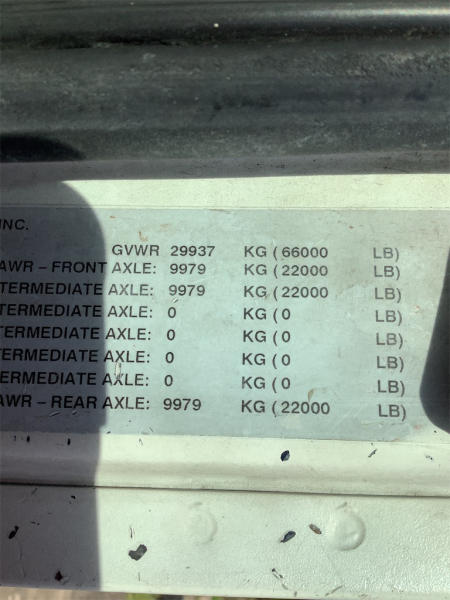 INC.
GVWR 29937 KG ( 66000 LB)
AWR – FRONT AXLE: 9979 KG ( 22000 LB)
TERMEDIATE AXLE: 9979 KG ( 22000 LB)
TERMEDIATE AXLE: 0 KG ( 0 LB)
TERMEDIATE AXLE: 0 KG ( 0 LB)
TERMEDIATE AXLE: 0 KG ( 0 LB)
TERMEDIATE AXLE: 0 KG ( 0 LB)
AWR – REAR AXLE: 9979 KG ( 22000 LB)